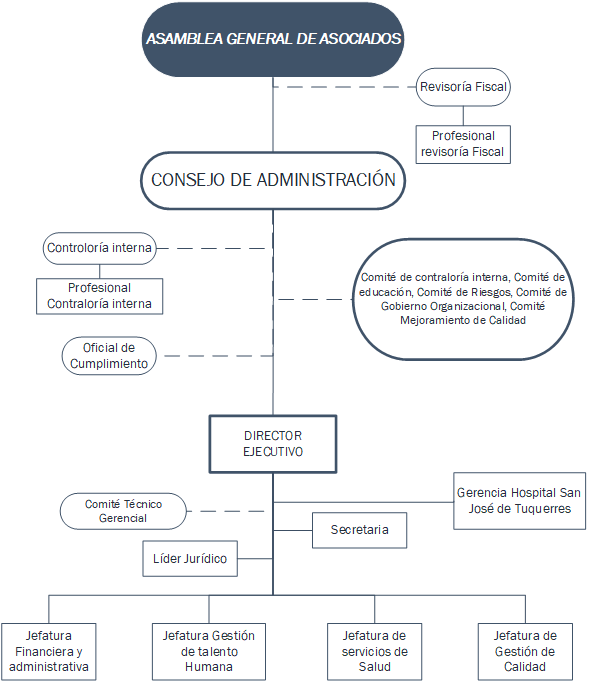 ASAMBLEA GENERAL DE ASOCIADOS
Revisoría Fiscal
Profesional
revisoría Fiscal
CONSEJO DE ADMINISTRACIÓN
Controloría interna
Profesional
Contraloría interna
Comité de contraloría interna, Comité de
educación, Comité de Riesgos, Comité de
Gobierno Organizacional, Comité
Mejoramiento de Calidad
Oficial de
Cumplimiento
DIRECTOR
EJECUTIVO
Gerencia Hospital San
José de Tuquerres
Comité Técnico
Gerencial
Secretaria
Líder Jurídico
Jefatura
Financiera y
administrativa
Jefatura Gestión
de talento
Humana
Jefatura de
servicios de
Salud
Jefatura de
Gestión de
Calidad